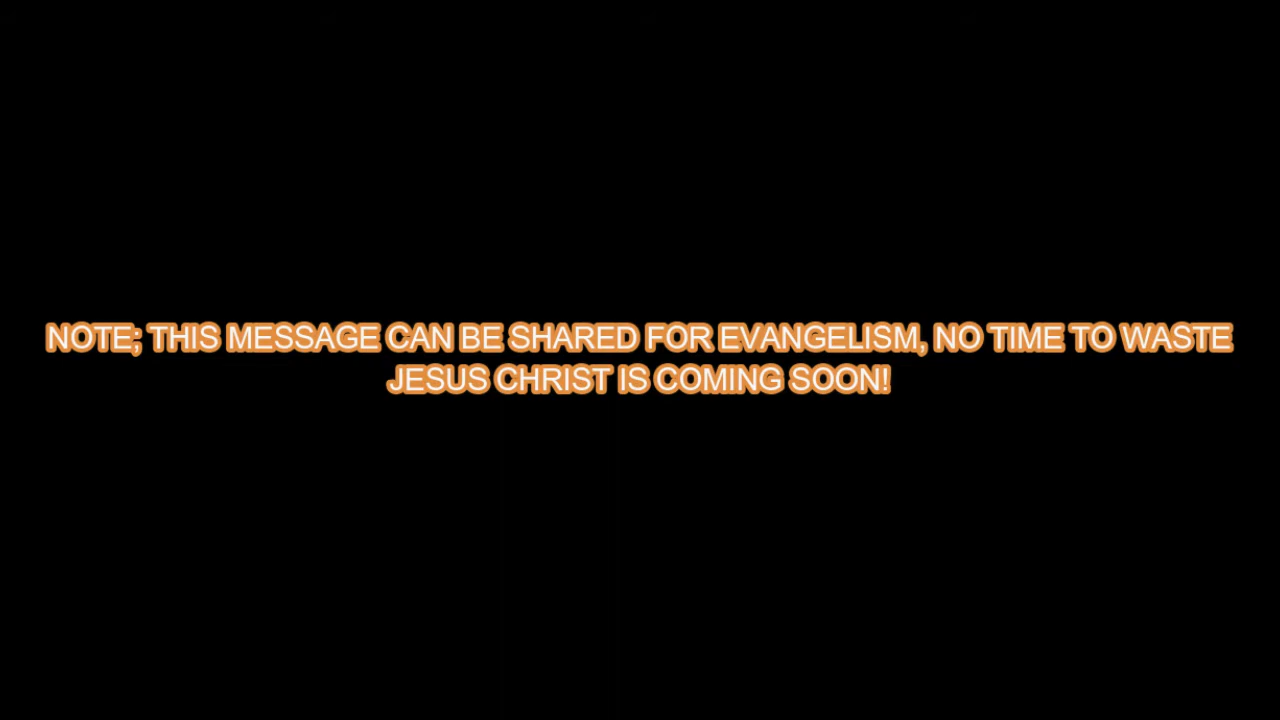 NOTE; THIS MESSAGE CAN BE SHARED FOR EVANGELISM, NO TIME TO WASTE
JESUS CHRIST IS COMING SOON!